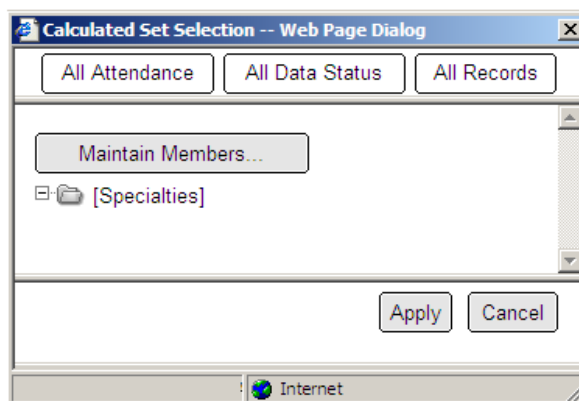 Calculated Set Selection -- Web Page Dialog
All Attendance All Data Status All Records
Maintain Members...
[Specialties]
Apply Cancel
Internet